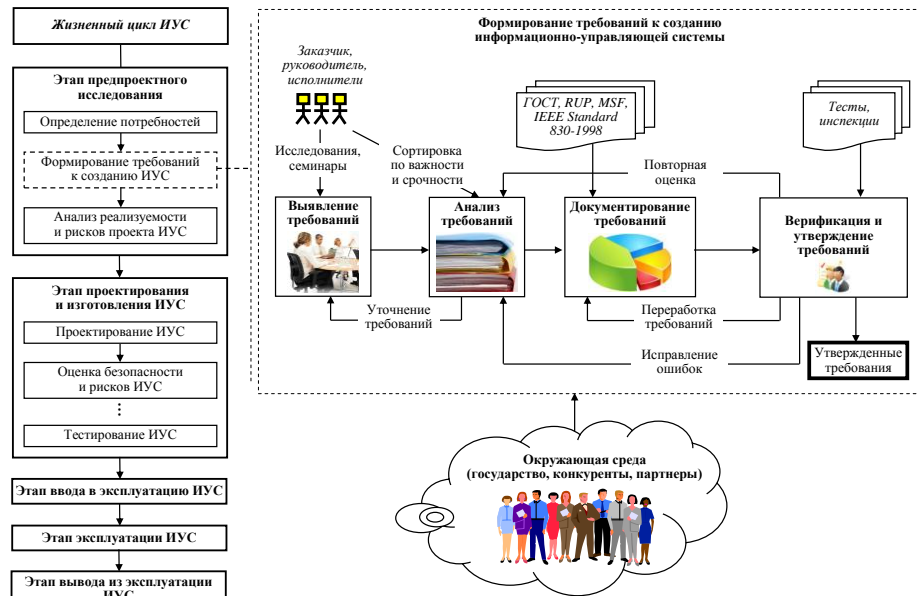 Жизненный цикл ИУС
Этап предпроектного
исследования
Определение потребностей
Формирование требований
к созданию ИУС
Анализ реализуемости
и рисков проекта ИУС
Этап проектирования
и изготовления ИУС
Проектирование ИУС
Оценка безопасности
и рисков ИУС
⋮
Тестирование ИУС
Этап ввода в эксплуатацию ИУС
Этап эксплуатации ИУС
Этап вывода из эксплуатации
ИУС
Формирование требований к созданию
информационно-управляющей системы
Заказчик,
руководитель,
исполнители
ГОСТ, RUP, MSF,
IEEE Standard
830-1998
Тесты,
инспекции
Исследования,
семинары
Сортировка
по важности
и срочности
Повторная
оценка
Выявление
требований
Анализ
требований
Документирование
требований
Верификация и
утверждение
требований
Уточнение
требований
Переработка
требований
Исправление
ошибок
Утвержденные
требования
Окружающая среда
(государство, конкуренты, партнеры)